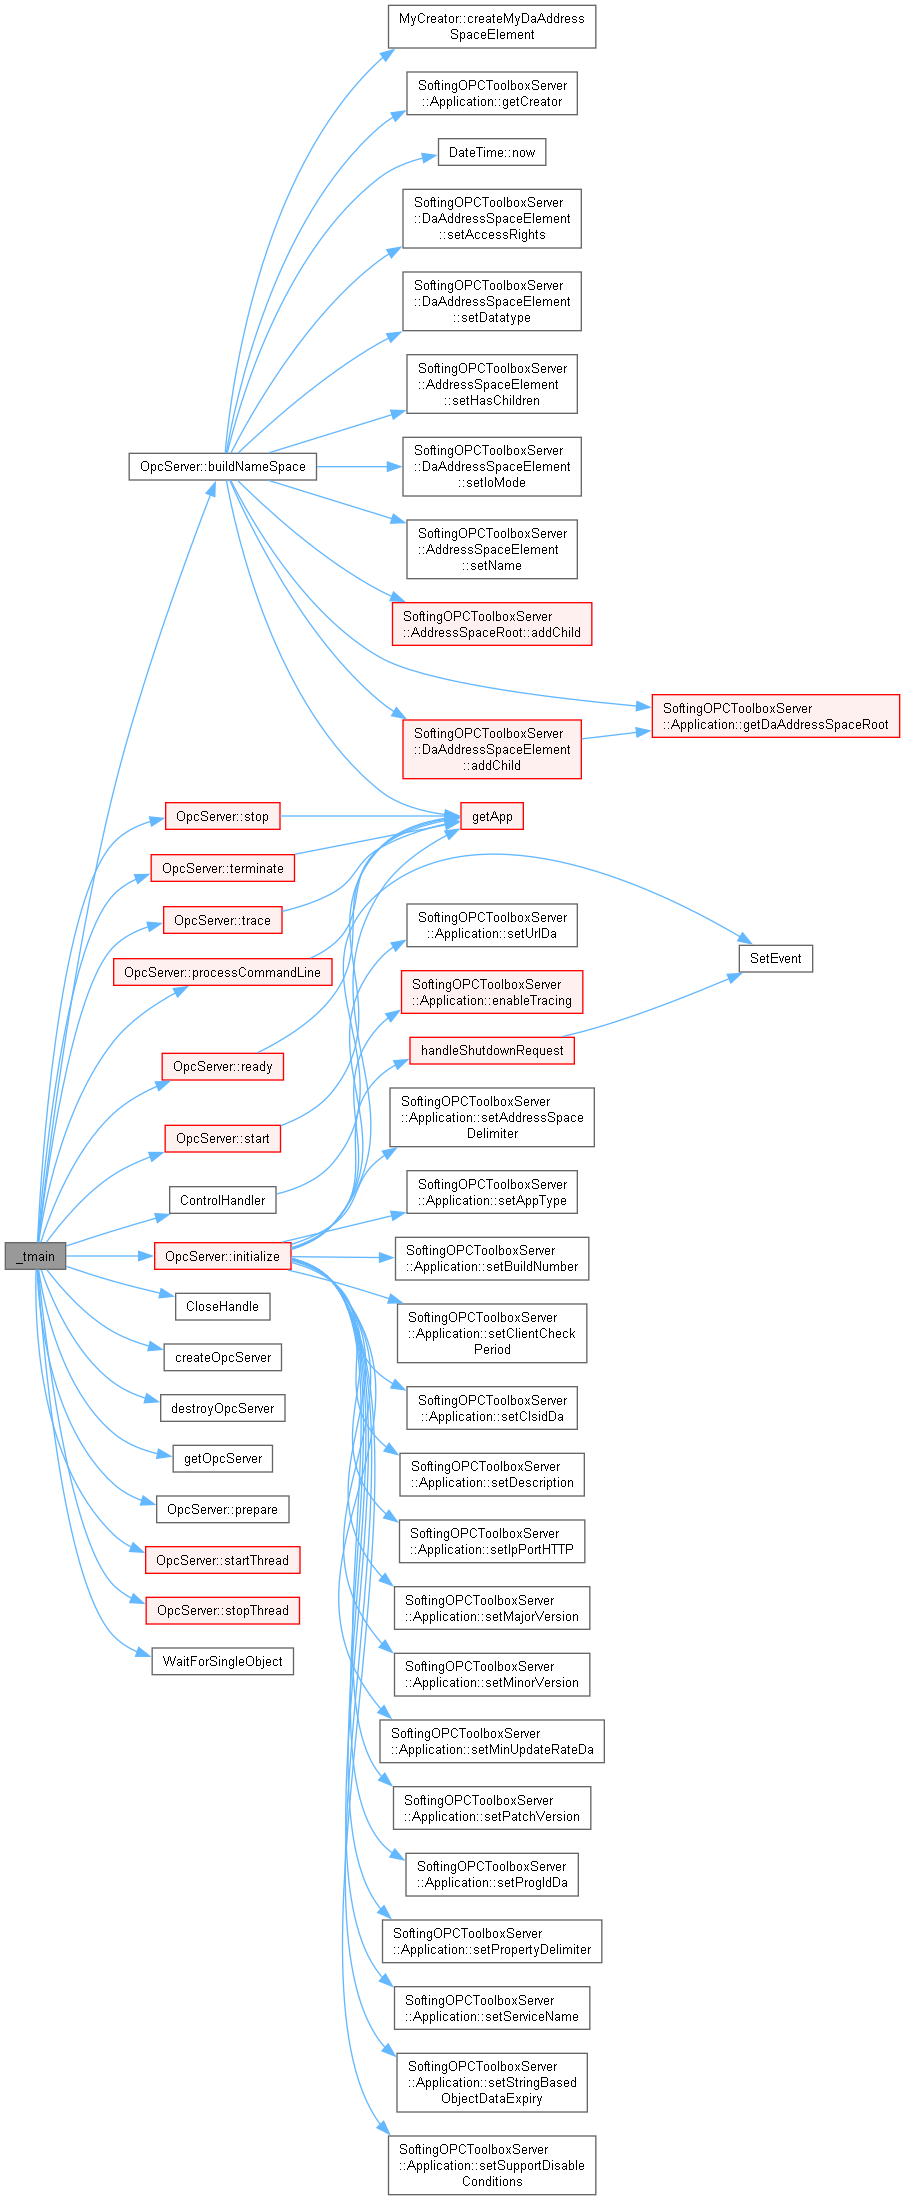 MyCreator::createMyDaAddress
SpaceElement
SoftingOPCToolboxServer
::Application::getCreator
DateTime::now
SoftingOPCToolboxServer
::DaAddressSpaceElement
::setAccessRights
SoftingOPCToolboxServer
::DaAddressSpaceElement
::setDatatype
SoftingOPCToolboxServer
::AddressSpaceElement
::setHasChildren
OpcServer::buildNameSpace
SoftingOPCToolboxServer
::DaAddressSpaceElement
::setIoMode
SoftingOPCToolboxServer
::AddressSpaceElement
::setName
SoftingOPCToolboxServer
::AddressSpaceRoot::addChild
SoftingOPCToolboxServer
::Application::getDaAddressSpaceRoot
SoftingOPCToolboxServer
::DaAddressSpaceElement
::addChild
OpcServer::stop
getApp
OpcServer::terminate
OpcServer::trace
SoftingOPCToolboxServer
::Application::setUrlDa
SetEvent
OpcServer::processCommandLine
SoftingOPCToolboxServer
::Application::enableTracing
handleShutdownRequest
OpcServer::ready
SoftingOPCToolboxServer
::Application::setAddressSpace
Delimiter
OpcServer::start
SoftingOPCToolboxServer
::Application::setAppType
ControlHandler
_tmain
OpcServer::initialize
SoftingOPCToolboxServer
::Application::setBuildNumber
CloseHandle
SoftingOPCToolboxServer
::Application::setClientCheck
Period
createOpcServer
SoftingOPCToolboxServer
::Application::setClsidDa
destroyOpcServer
getOpcServer
SoftingOPCToolboxServer
::Application::setDescription
OpcServer::prepare
SoftingOPCToolboxServer
::Application::setIpPortHTTP
OpcServer::startThread
SoftingOPCToolboxServer
::Application::setMajorVersion
OpcServer::stopThread
WaitForSingleObject
SoftingOPCToolboxServer
::Application::setMinorVersion
SoftingOPCToolboxServer
::Application::setMinUpdateRateDa
SoftingOPCToolboxServer
::Application::setPatchVersion
SoftingOPCToolboxServer
::Application::setProgIdDa
SoftingOPCToolboxServer
::Application::setPropertyDelimiter
SoftingOPCToolboxServer
::Application::setServiceName
SoftingOPCToolboxServer
::Application::setStringBased
ObjectDataExpiry
SoftingOPCToolboxServer
::Application::setSupportDisable
Conditions